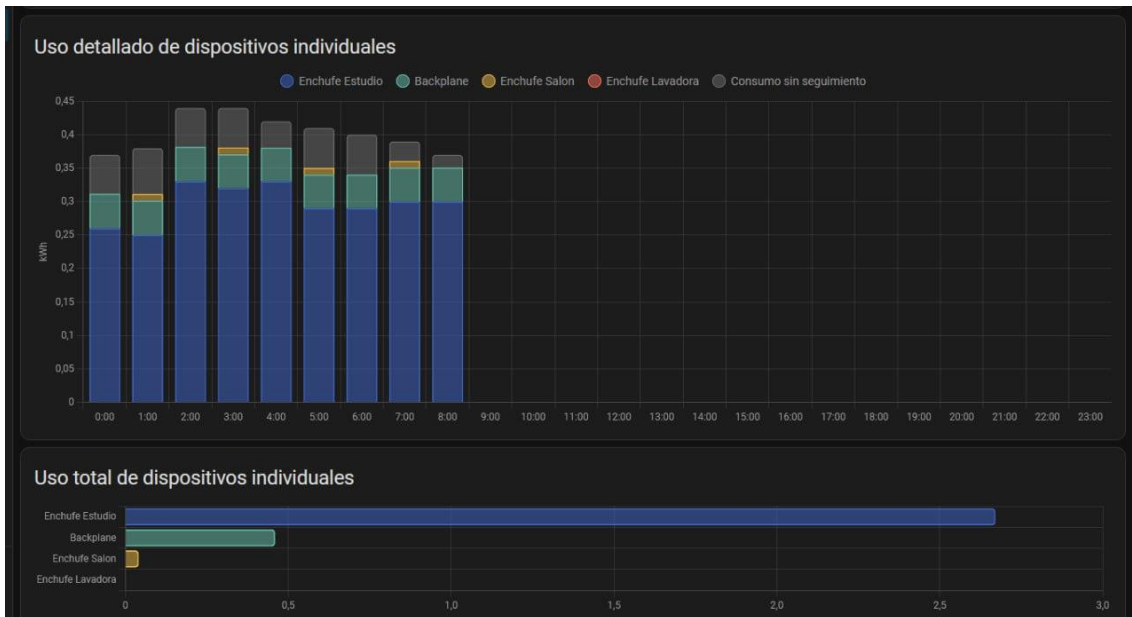 Uso detallado de dispositivos individuales
Enchufe Estudio Backplane Enchufe Salon Enchufe Lavadora Consumo sin seguimiento
0,45
0,4
0,35
0,3
0,25
kWh
0,2
0,15
0,1
0,05
0
0:00 1:00 2:00 3:00 4:00 5:00 6:00 7:00 8:00 9:00 10:00 11:00 12:00 13:00 14:00 15:00 16:00 17:00 18:00 19:00 20:00 21:00 22:00 23:00
Uso total de dispositivos individuales
Enchufe Estudio
Backplane
Enchufe Salon
Enchufe Lavadora
0 0,5 1,0 1,5 2,0 2,5 3,0